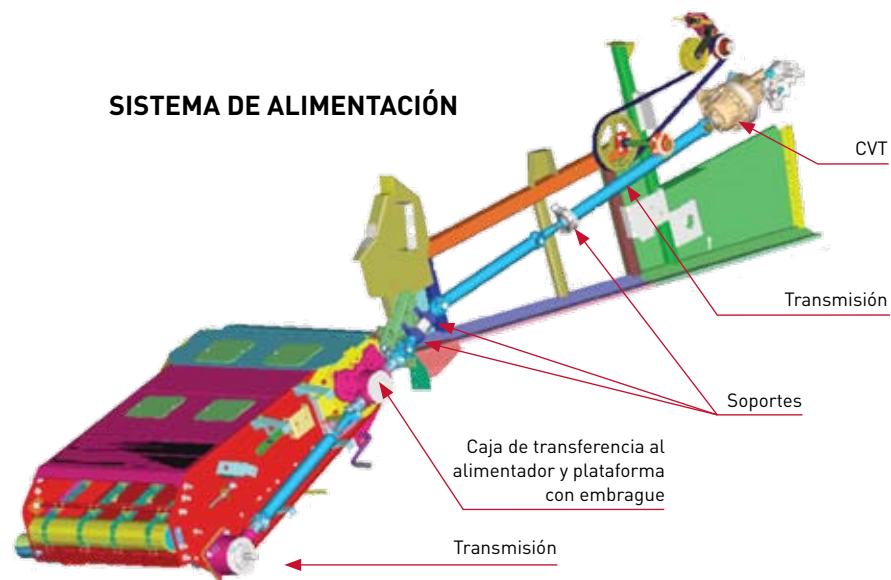 SISTEMA DE ALIMENTACIÓN
CVT
Transmisión
Soportes
Caja de transferencia al
alimentador y plataforma
con embrague
Transmisión